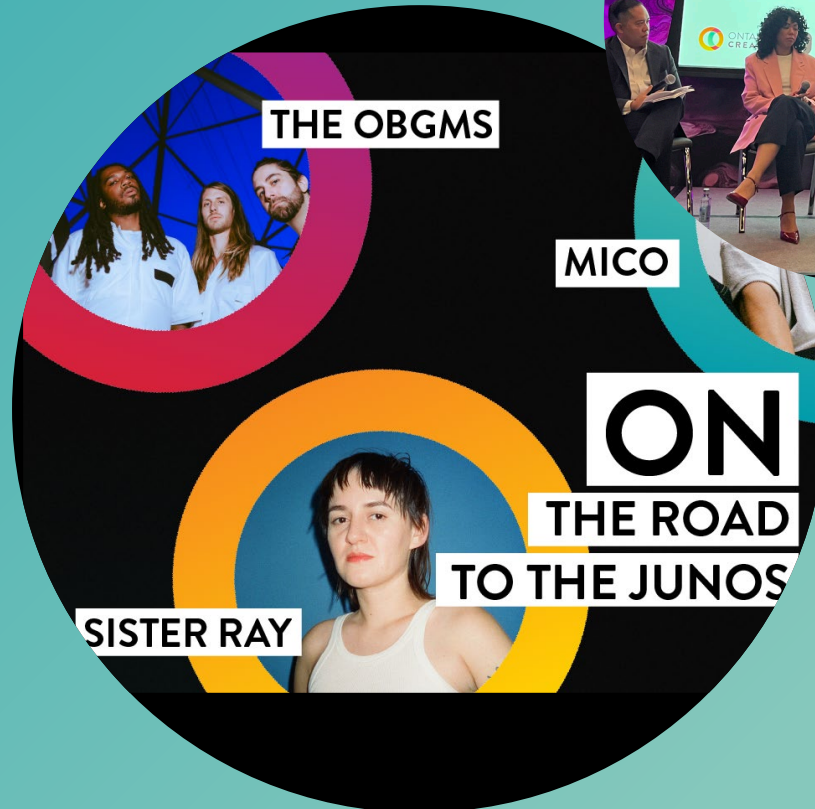 THE OBGMS
MICO
ON
THE ROAD
TO THE JUNOS
SISTER RAY